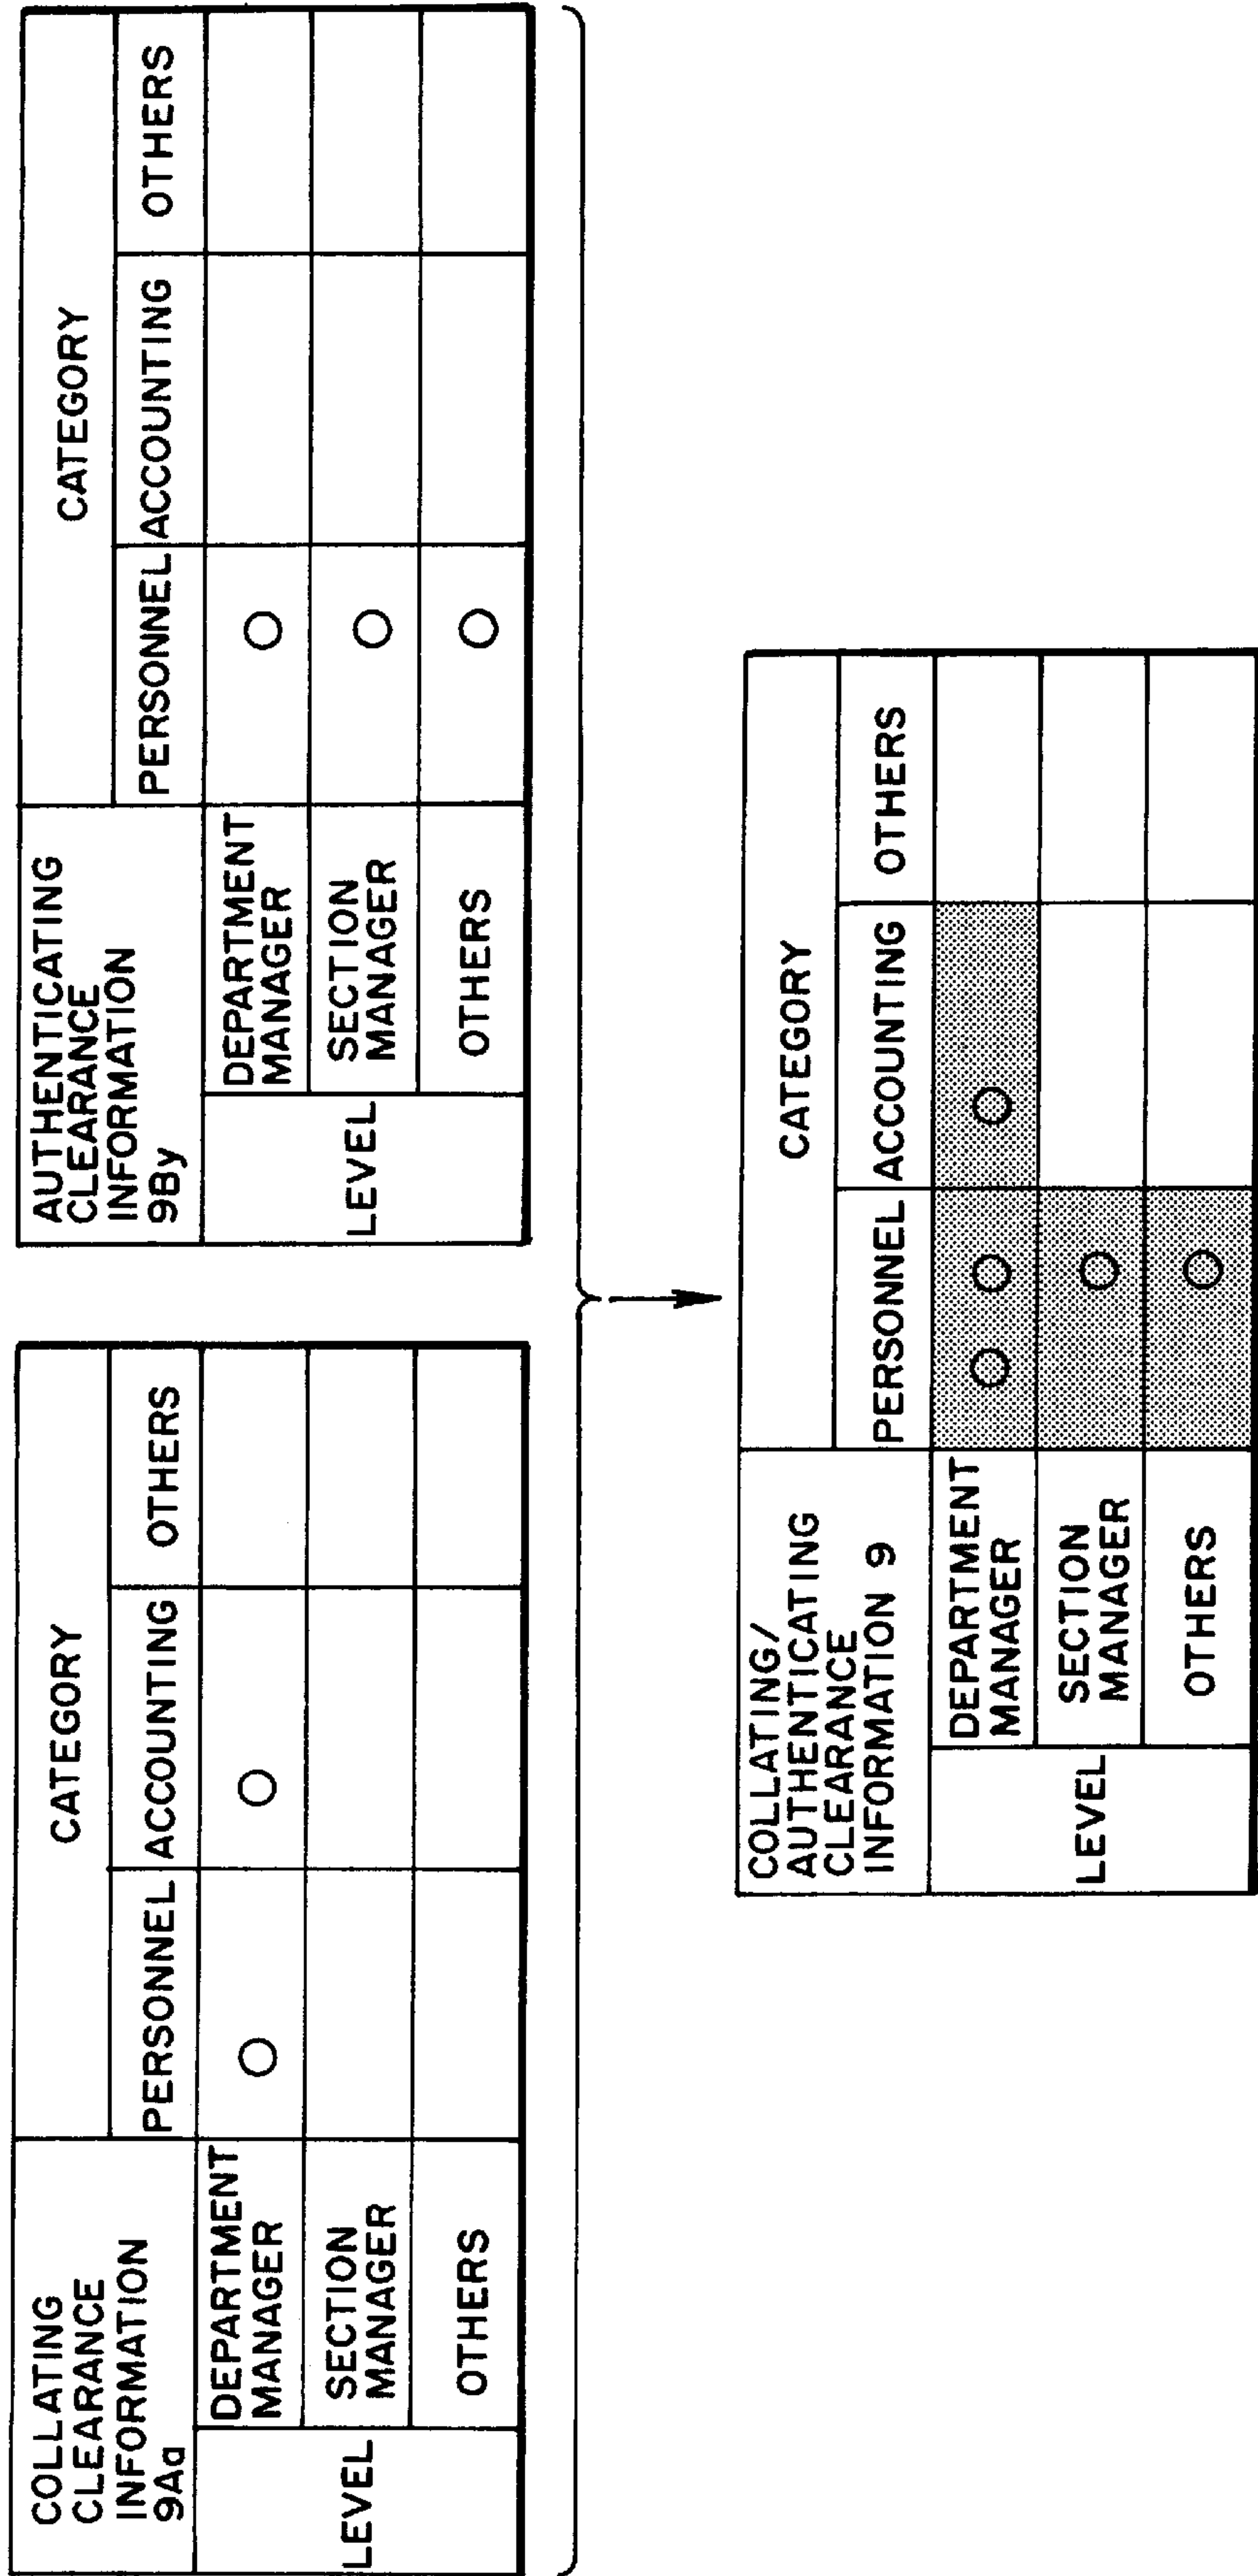 COLLATING
CLEARANCE
INFORMATION
9Aa
CATEGORY
PERSONNEL ACCOUNTING OTHERS
LEVEL
DEPARTMENT
MANAGER
SECTION
MANAGER
OTHERS
AUTHENTICATING
CLEARANCE
INFORMATION
9By
CATEGORY
PERSONNEL ACCOUNTING OTHERS
LEVEL
DEPARTMENT
MANAGER
SECTION
MANAGER
OTHERS
COLLATING/
AUTHENTICATING
CLEARANCE
INFORMATION 9
CATEGORY
PERSONNEL ACCOUNTING OTHERS
LEVEL
DEPARTMENT
MANAGER
SECTION
MANAGER
OTHERS